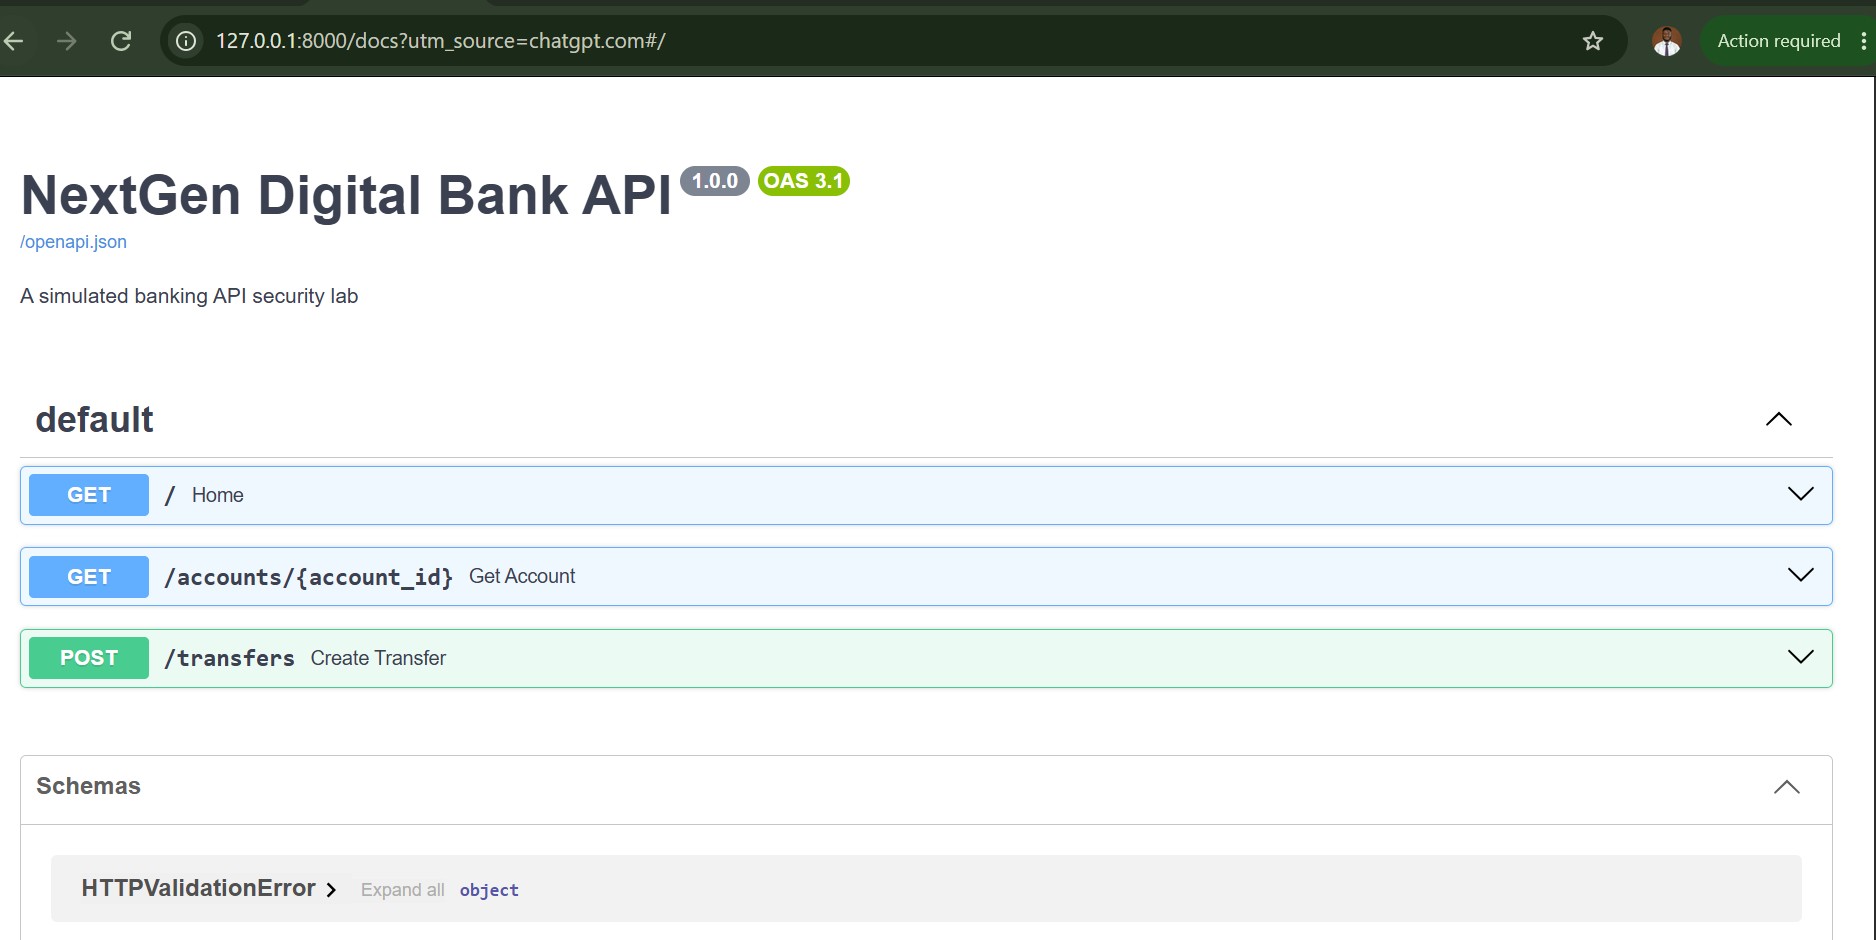 127.0.0.1:8000/docs?utm_source=chatgpt.com#/
Action required
NextGen Digital Bank API 1.0.0 OAS 3.1
/openapi.json
A simulated banking API security lab
default
GET / Home
GET /accounts/{account_id} Get Account
POST /transfers Create Transfer
Schemas
HTTPValidationError Expand all object